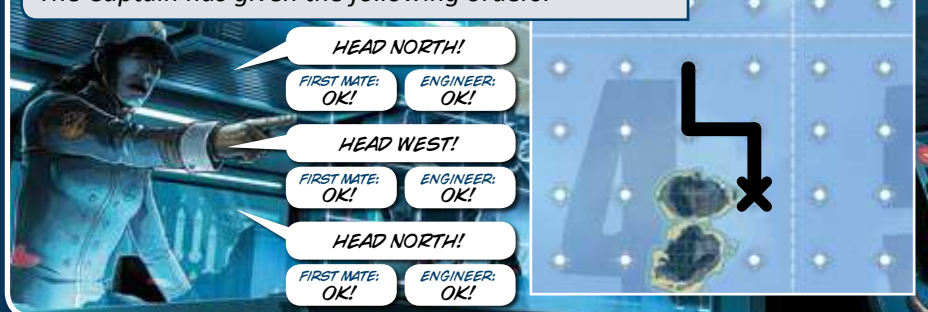 The Captain has given the following orders:
HEAD NORTH!
FIRST MATE: ENGINEER:
OK! OK!
HEAD WEST!
FIRST MATE: ENGINEER:
OK! OK!
HEAD NORTH!
FIRST MATE: ENGINEER:
OK! OK!
4